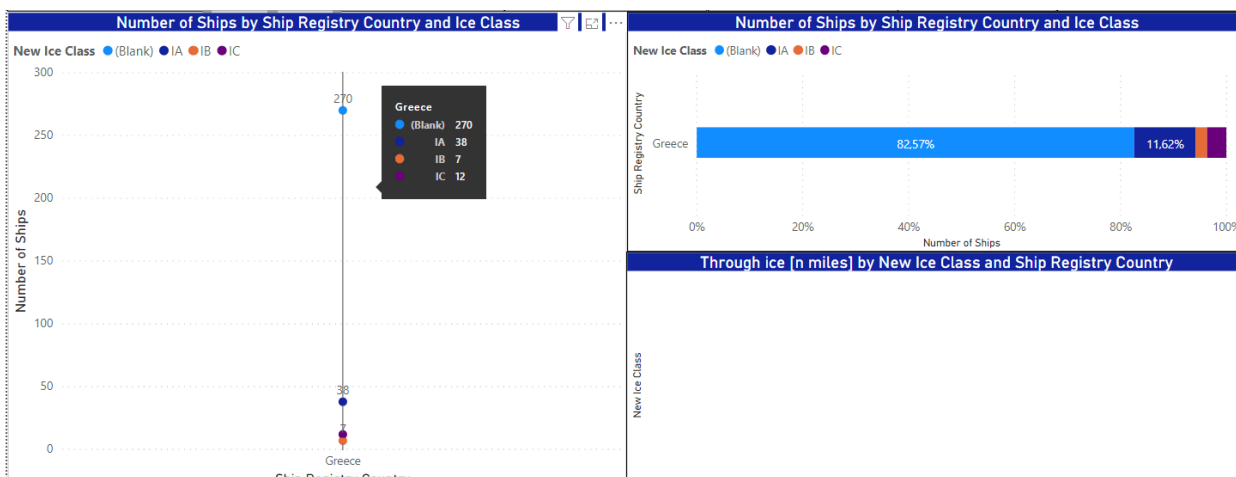 Number of Ships by Ship Registry Country and Ice Class
New Ice Class (Blank) IA IB IC
300
250
200
150
100
50
0
Number of Ships
270
38
7
Greece
(Blank) 270
IA 38
IB 7
IC 12
Greece
Ship Registry Country
Number of Ships by Ship Registry Country and Ice Class
New Ice Class (Blank) IA IB IC
Ship Registry Country
Greece
82,57%
11,62%
0% 20% 40% 60% 80% 100%
Number of Ships
Through ice [n miles] by New Ice Class and Ship Registry Country
New Ice Class